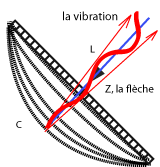 la vibration
L
Z, la flèche
C